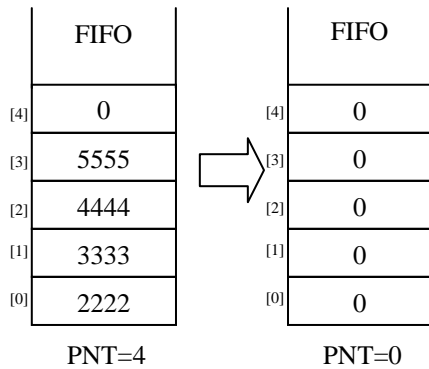 FIFO FIFO
[4] 0 [4] 0
[3] 5555 [3] 0
[2] 4444 [2] 0
[1] 3333 [1] 0
[0] 2222 [0] 0
PNT=4 PNT=0